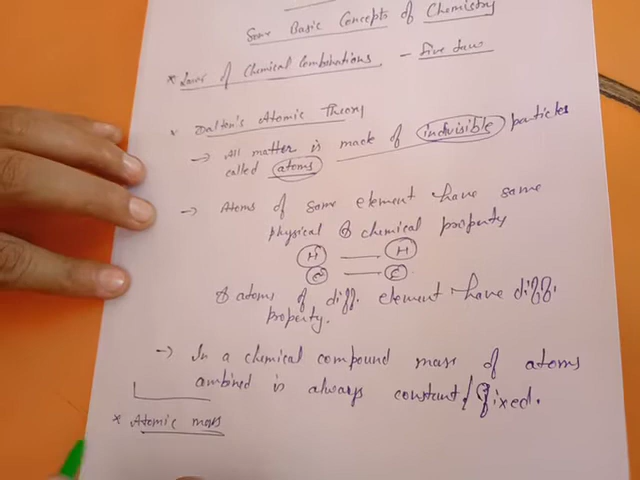 Some Basic Concepts of Chemistry
* Laws of Chemical Combinations. - Five laws
* Dalton's Atomic Theory
→ All matter is made of indivisible particles
called atoms
→ Atoms of same element have same
physical & chemical property
H → H
C → C
& atoms of diff. element have diff.
property.
→ In a chemical compound mass of atoms
ombined is always constant / fixed.
* Atomic mass